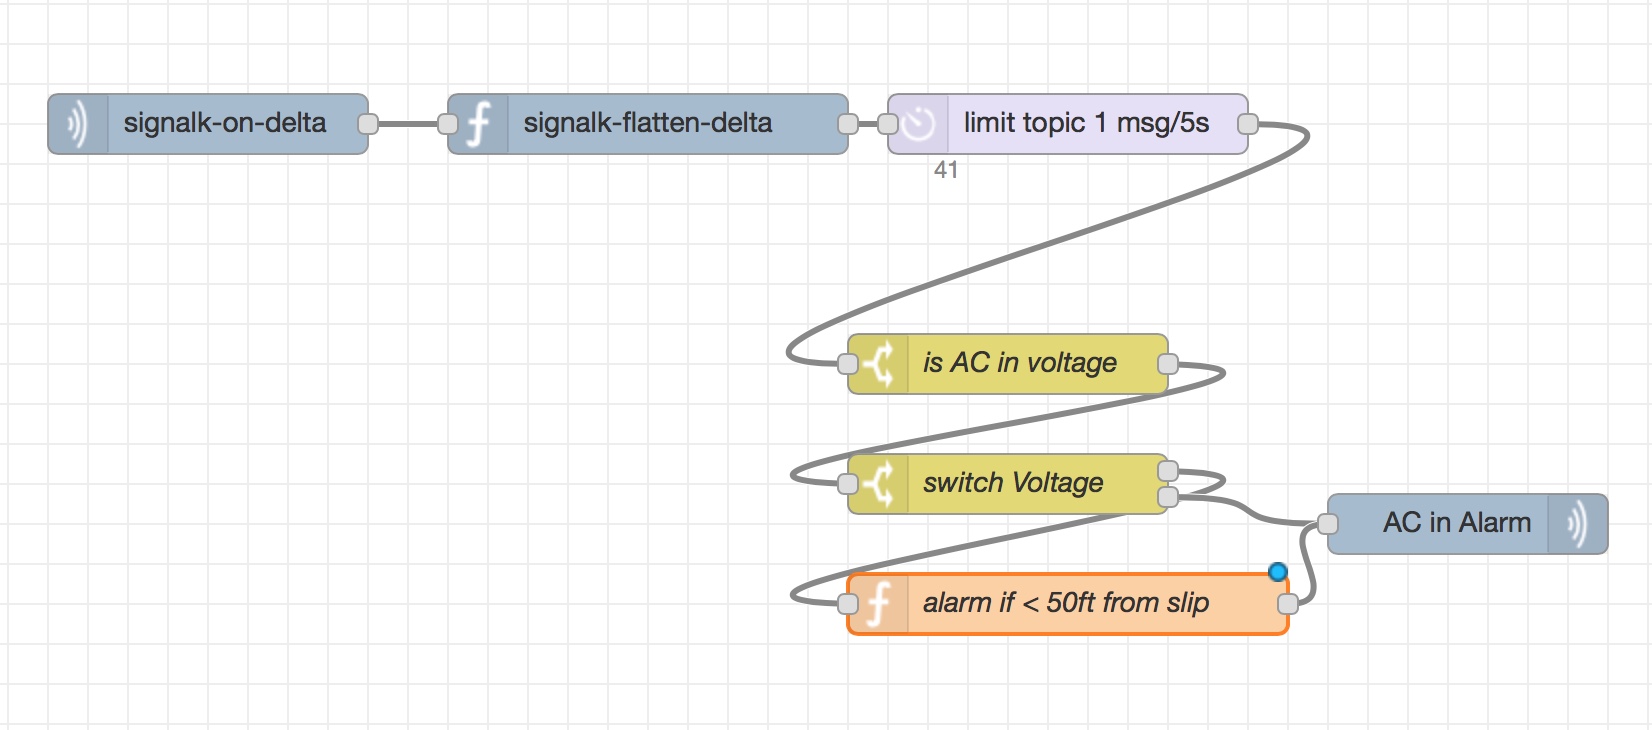 signalk-on-delta
signalk-flatten-delta
limit topic 1 msg/5s
41
is AC in voltage
switch Voltage
AC in Alarm
alarm if < 50ft from slip